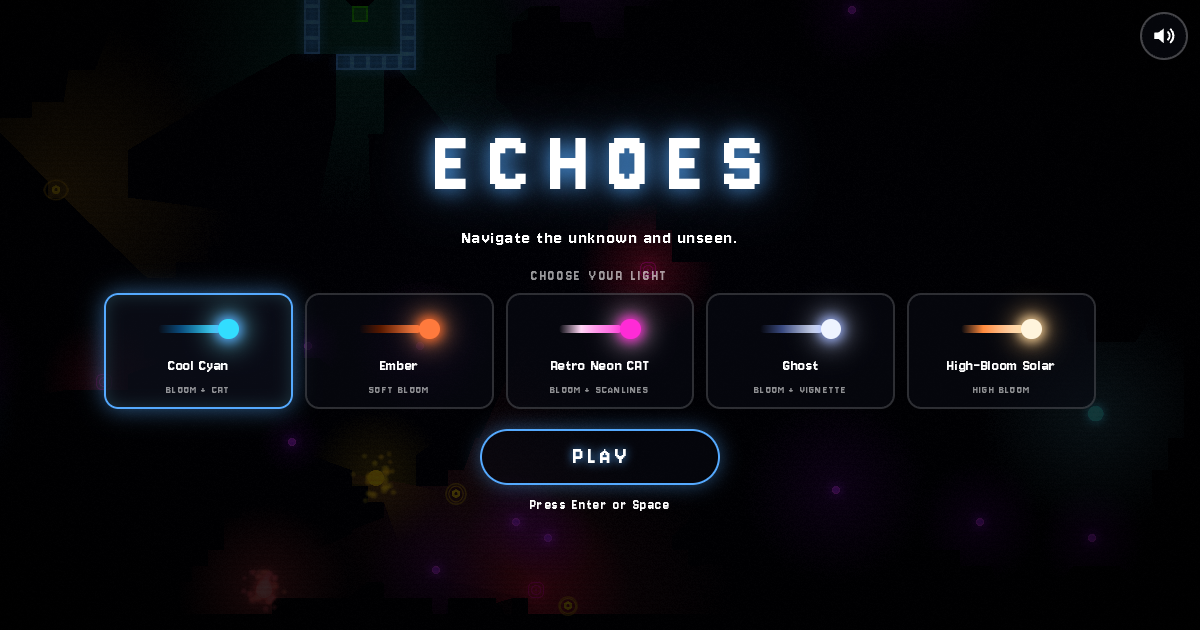 ECHOES
Navigate the unknown and unseen.
CHOOSE YOUR LIGHT
Cool Cyan
BLOOM + CRT
Ember
SOFT BLOOM
Retro Neon CRT
BLOOM + SCANLINES
Ghost
BLOOM + VIGNETTE
High-Bloom Solar
HIGH BLOOM
PLAY
Press Enter or Space